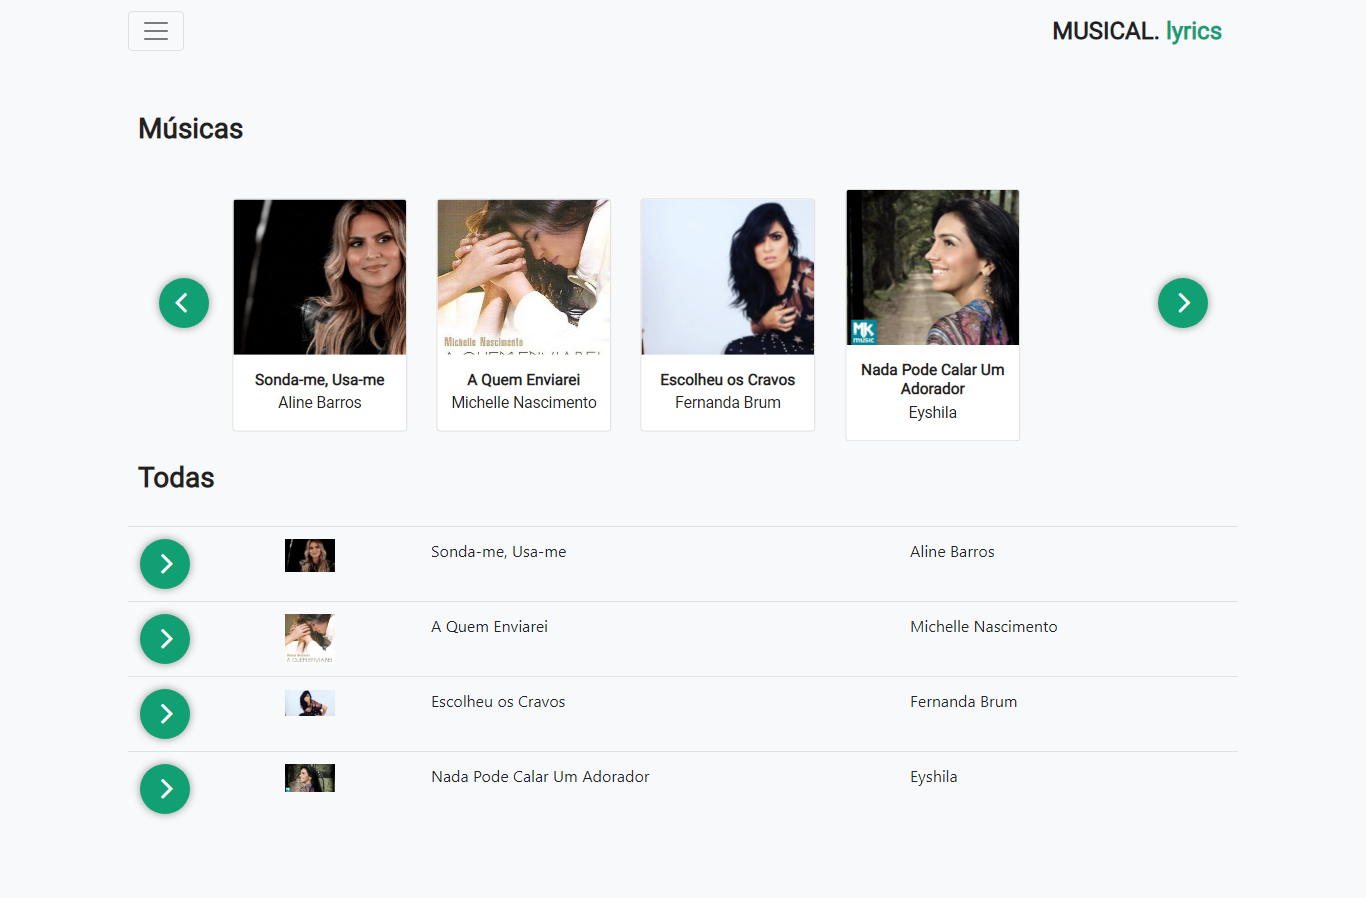 MUSICAL. lyrics
Músicas
Michelle Nascimento
A QUEM ENVIAREI
MK
MUSIC
Sonda-me, Usa-me
Aline Barros
A Quem Enviarei
Michelle Nascimento
Escolheu os Cravos
Fernanda Brum
Nada Pode Calar Um
Adorador
Eyshila
Todas
Sonda-me, Usa-me
Aline Barros
A Quem Enviarei
Michelle Nascimento
A QUEM ENVIAREI
Escolheu os Cravos
Fernanda Brum
Nada Pode Calar Um Adorador
Eyshila